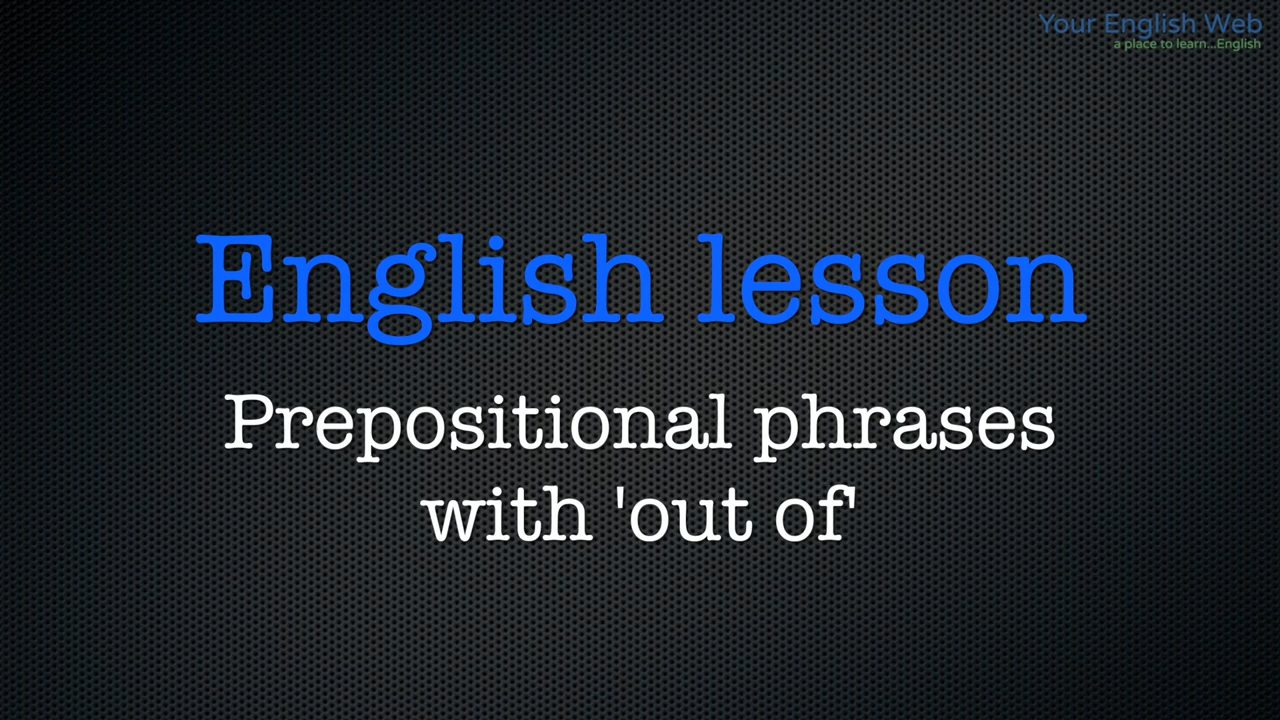 Your English Web
a place to learn...English
English lesson
Prepositional phrases
with 'out of'